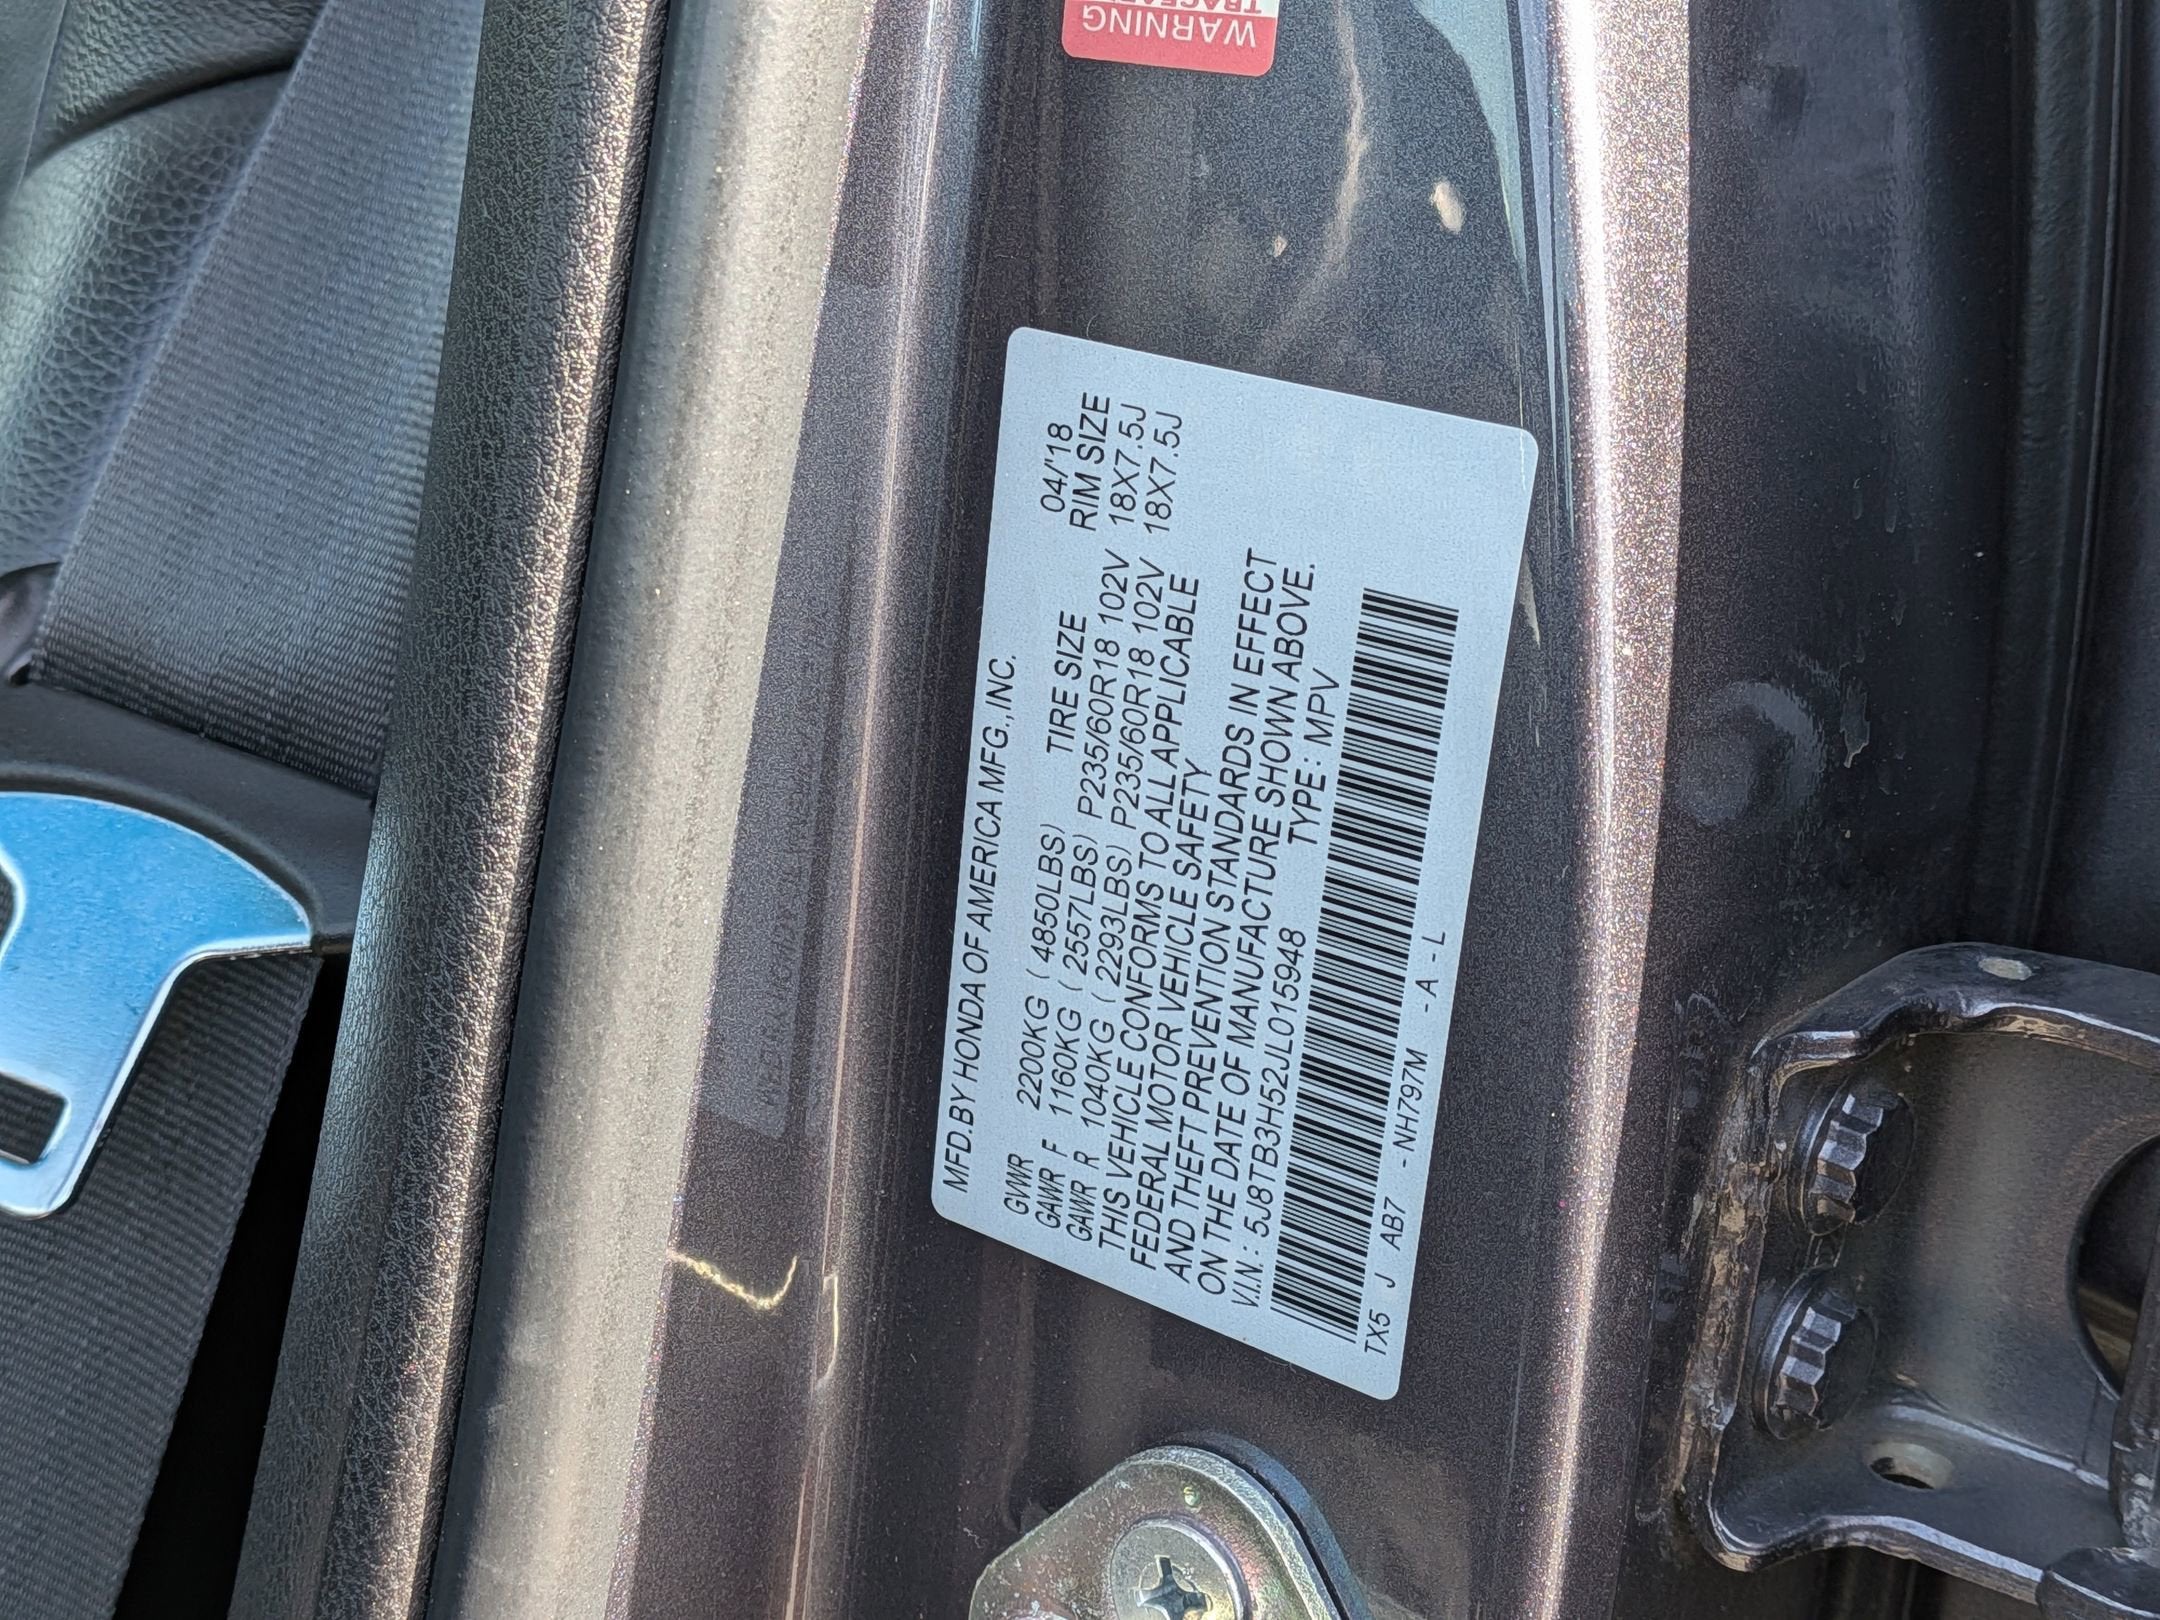 WARNING
MFD.BY HONDA OF AMERICA MFG.,INC.
04/'18
GVWR 2200KG ( 4850LBS) TIRE SIZE RIM SIZE
GAWR F 1160KG ( 2557LBS) P235/60R18 102V 18X7.5J
GAWR R 1040KG ( 2293LBS) P235/60R18 102V 18X7.5J
THIS VEHICLE CONFORMS TO ALL APPLICABLE
FEDERAL MOTOR VEHICLE SAFETY
AND THEFT PREVENTION STANDARDS IN EFFECT
ON THE DATE OF MANUFACTURE SHOWN ABOVE.
V.I.N.: 5J8TB3H52JL015948 TYPE : MPV
TX5 J AB7 - NH797M - A - L